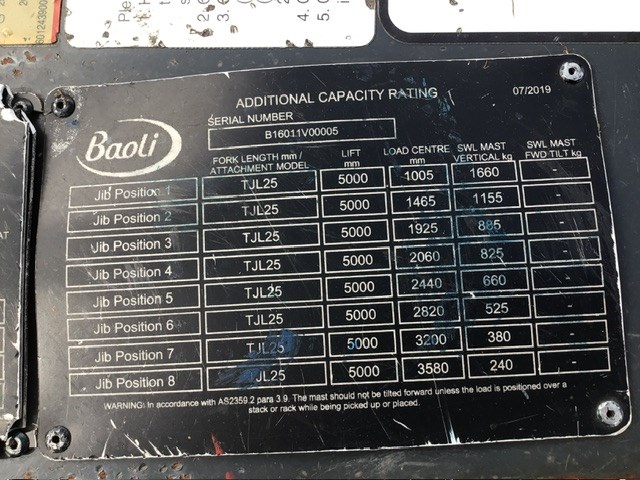 60124390
Ple
ADDITIONAL CAPACITY RATING
07/2019
Baoli
SERIAL NUMBER
B16011V00005
FORK LENGTH mm / ATTACHMENT MODEL LIFT mm LOAD CENTRE mm SWL MAST VERTICAL kg SWL MAST FWD TILT kg
Jib Position 1 TJL25 5000 1005 1660 -
Jib Position 2 TJL25 5000 1465 1155 -
Jib Position 3 TJL25 5000 1925 885 -
Jib Position 4 TJL25 5000 2060 825 -
Jib Position 5 TJL25 5000 2440 660 -
Jib Position 6 TJL25 5000 2820 525 -
Jib Position 7 TJL25 5000 3200 380 -
Jib Position 8 TJL25 5000 3580 240 -
WARNING: In accordance with AS2359.2 para 3.9. The mast should not be tilted forward unless the load is positioned over a
stack or rack while being picked up or placed.